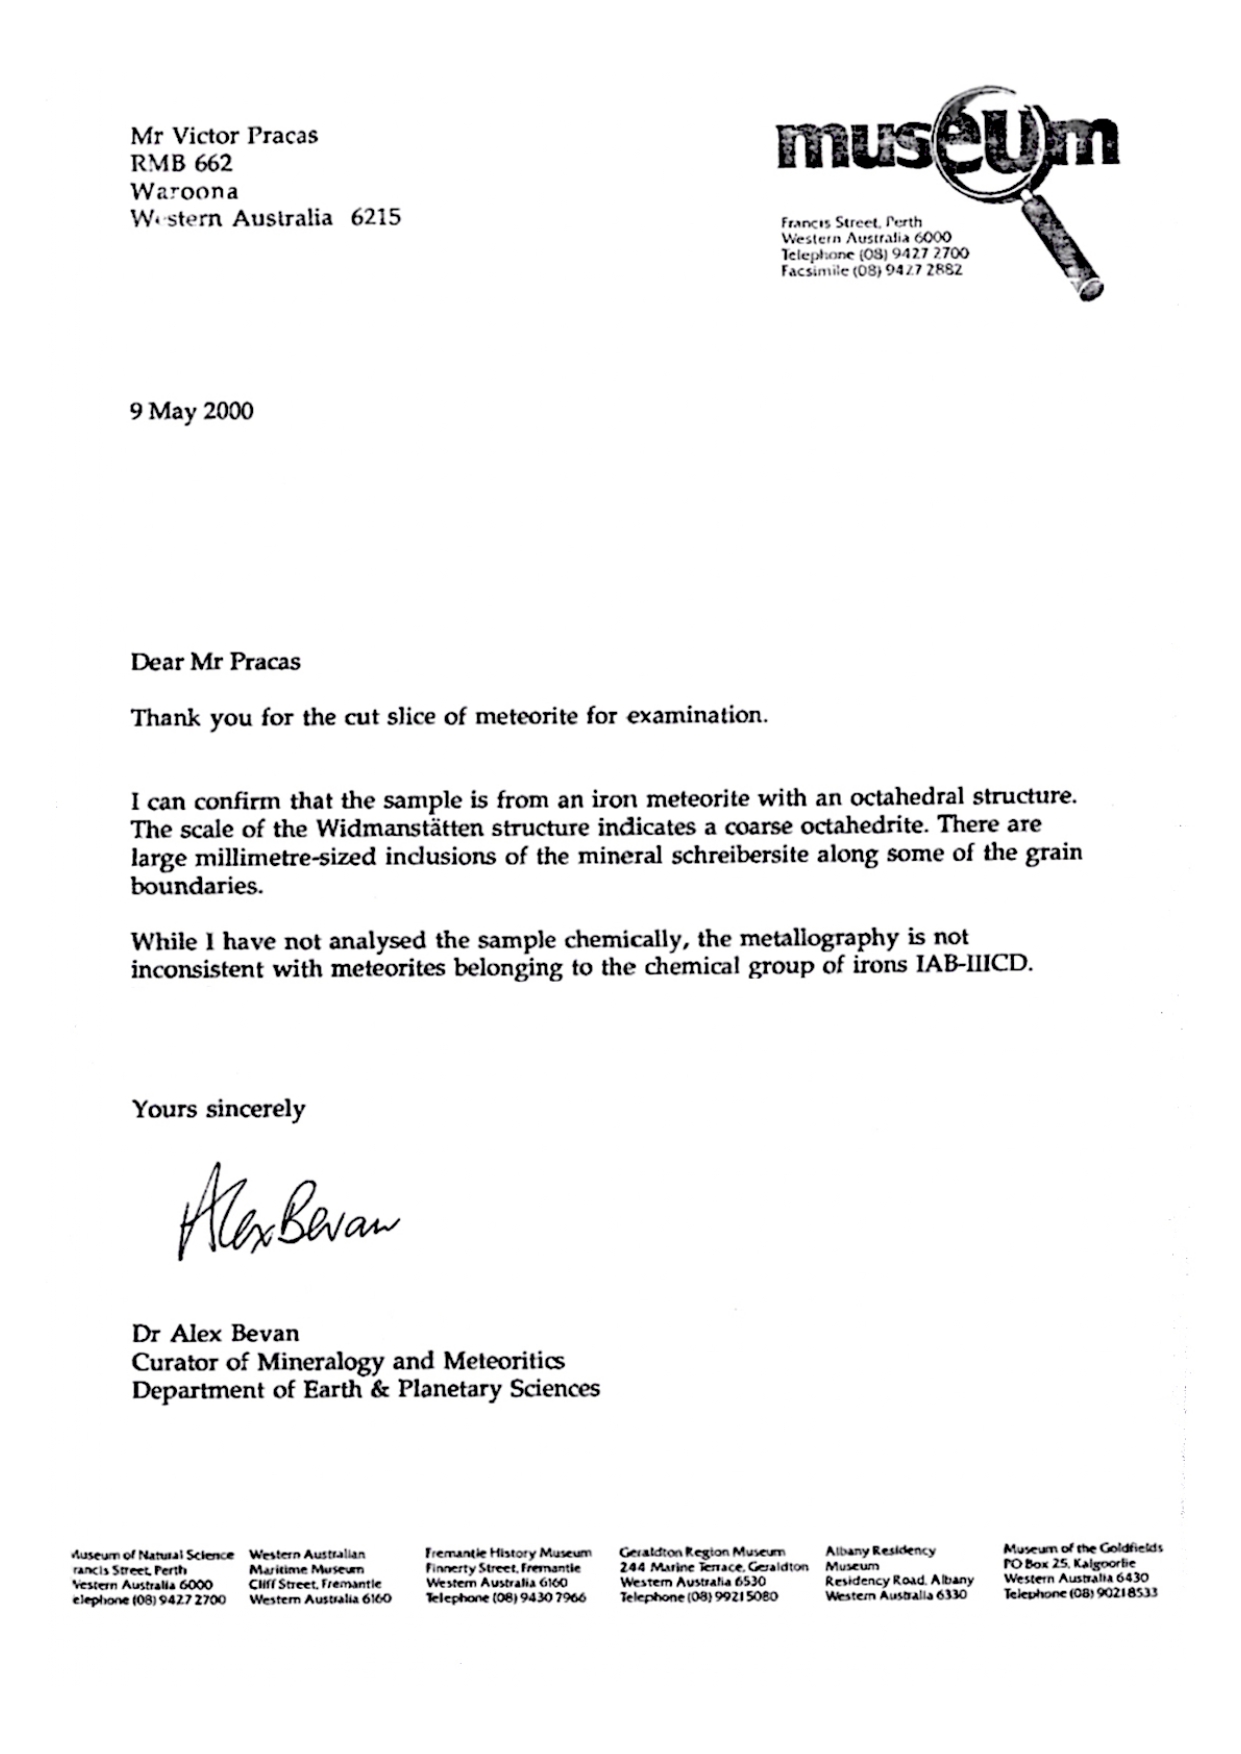 Mr Victor Pracas
RMB 662
Waroona
Western Australia 6215
museum
Francis Street, Perth
Western Australia 6000
Telephone (08) 9427 2700
Facsimile (08) 9427 2882
9 May 2000
Dear Mr Pracas
Thank you for the cut slice of meteorite for examination.
I can confirm that the sample is from an iron meteorite with an octahedral structure.
The scale of the Widmanstätten structure indicates a coarse octahedrite. There are
large millimetre-sized inclusions of the mineral schreibersite along some of the grain
boundaries.
While I have not analysed the sample chemically, the metallography is not
inconsistent with meteorites belonging to the chemical group of irons IAB-IIICD.
Yours sincerely
Alex Bevan
Dr Alex Bevan
Curator of Mineralogy and Meteoritics
Department of Earth & Planetary Sciences
Museum of Natural Science
rancis Street, Perth
Western Australia 6000
elephone (08) 9427 2700
Western Australian
Maritime Museum
Cliff Street, Fremantle
Western Australia 6160
Fremantle History Museum
Finnerty Street, Fremantle
Western Australia 6160
Telephone (08) 9430 7966
Geraldton Region Museum
244 Marine Terrace, Geraldton
Western Australia 6530
Telephone (08) 9921 5080
Albany Residency
Museum
Residency Road, Albany
Western Australia 6330
Museum of the Goldfields
PO Box 25, Kalgoorlie
Western Australia 6430
Telephone (08) 9021 8533